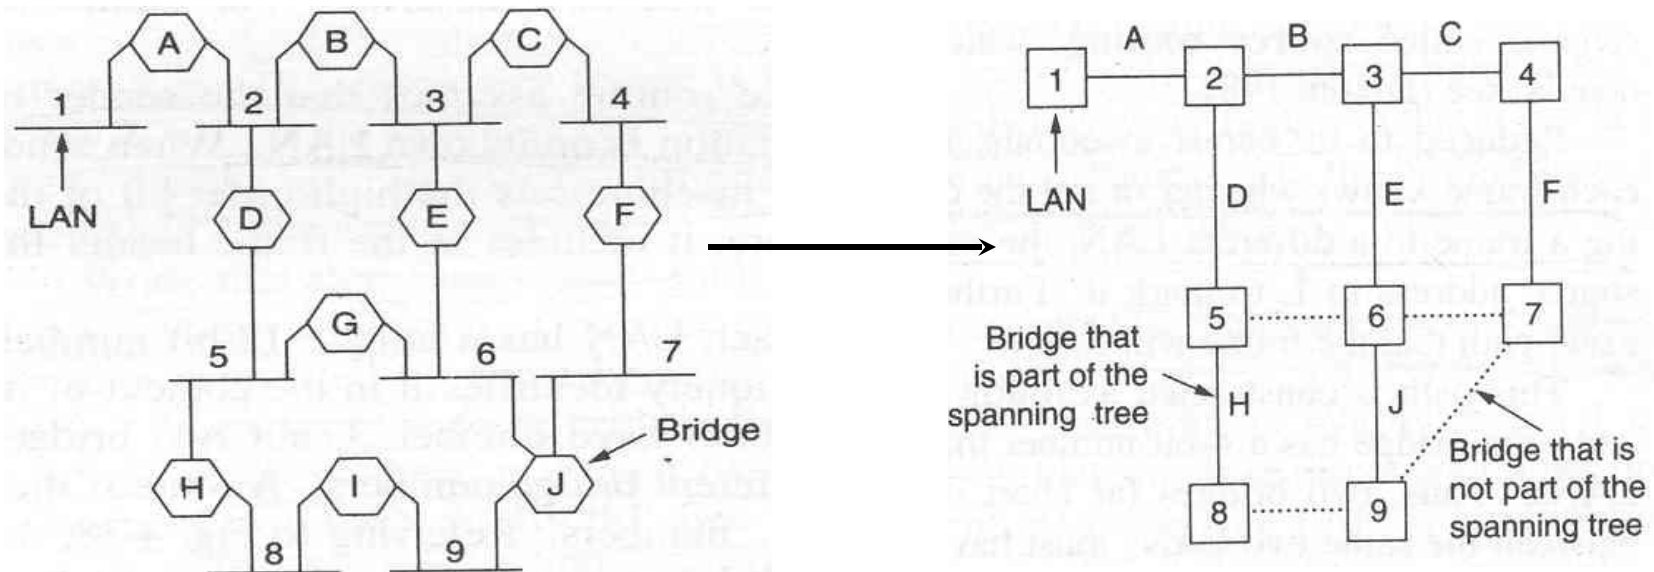 A
B
C
1
2
3
4
LAN
D
E
F
G
5
6
7
Bridge
H
I
J
8
9
A
B
C
1
2
3
4
LAN
D
E
F
5
6
7
Bridge that
is part of the
spanning tree
H
J
Bridge that is
not part of the
spanning tree
8
9